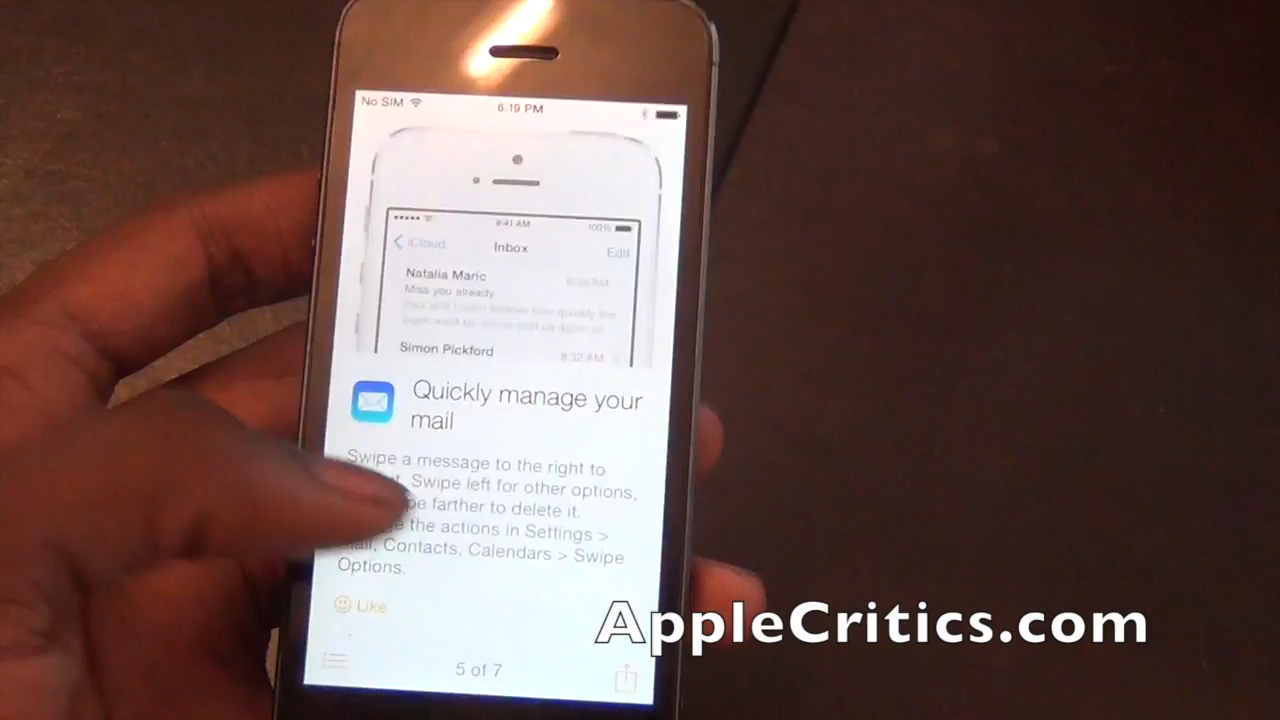 No SIM
6:19 PM
9:41 AM
100%
iCloud
Inbox
Edit
Natalia Maric
Miss you already
Simon Pickford
8:32 AM
Quickly manage your
mail
Swipe a message to the right to
it. Swipe left for other options,
farther to delete it.
the actions in Settings >
Mail, Contacts, Calendars > Swipe
Options.
Like
5 of 7
AppleCritics.com